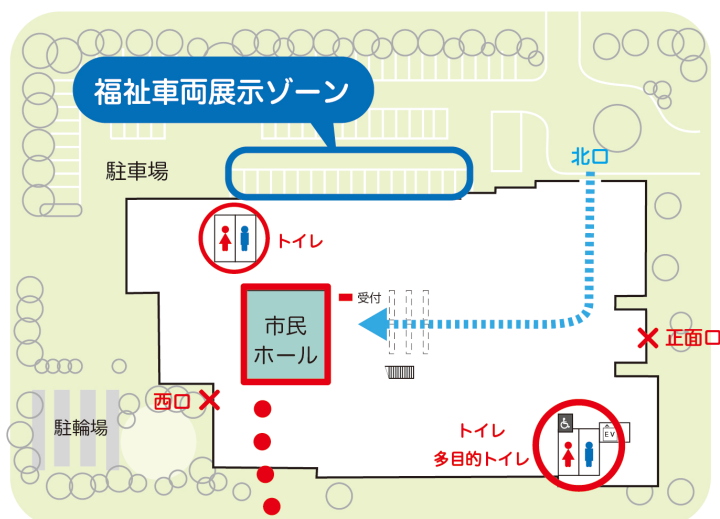 福祉車両展示ゾーン
北口
駐車場
トイレ
受付
市民
ホール
正面口
西口
駐輪場
トイレ
多目的トイレ
EV